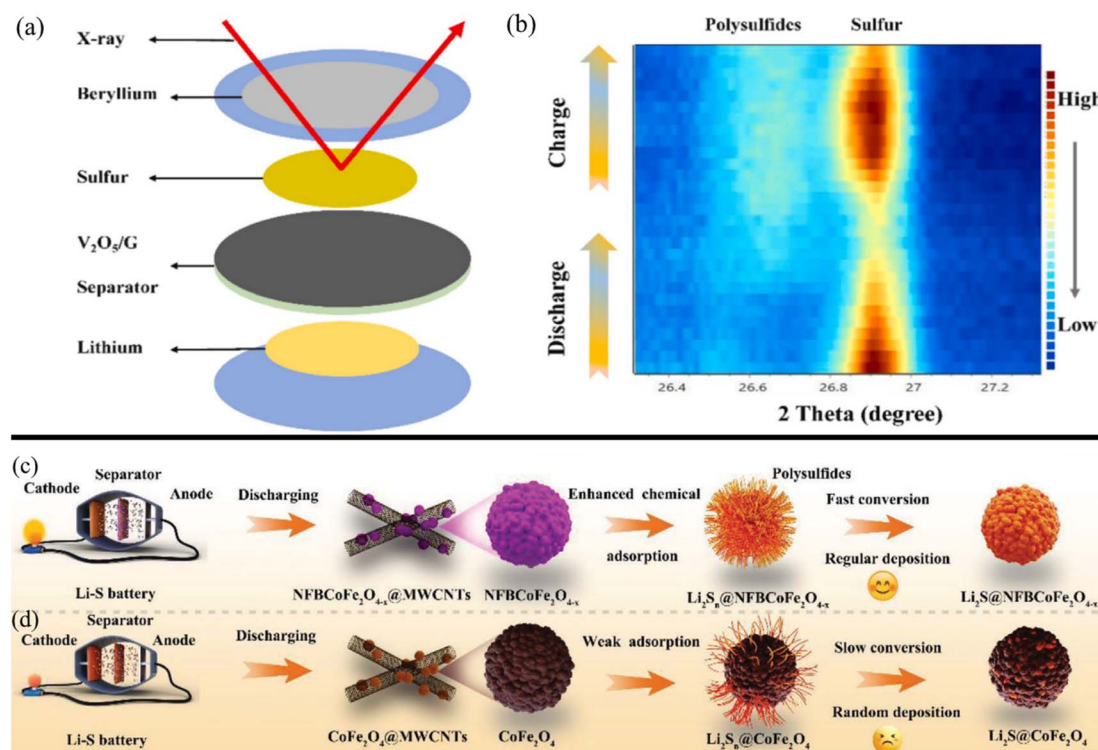 (a)
X-ray
Beryllium
Sulfur
V₂O₅/G
Separator
Lithium
(b)
Polysulfides Sulfur
Charge
Discharge
High
Low
26.4 26.6 26.8 27 27.2
2 Theta (degree)
(c)
Separator
Cathode Anode
Li-S battery
Discharging
NFBCoFe₂O₄₋ₓ@MWCNTs
NFBCoFe₂O₄₋ₓ
Enhanced chemical
adsorption
Polysulfides
Li₂Sₙ@NFBCoFe₂O₄₋ₓ
Fast conversion
Regular deposition
Li₂S@NFBCoFe₂O₄₋ₓ
(d)
Separator
Cathode Anode
Li-S battery
Discharging
CoFe₂O₄@MWCNTs
CoFe₂O₄
Weak adsorption
Li₂Sₙ@CoFe₂O₄
Slow conversion
Random deposition
Li₂S@CoFe₂O₄